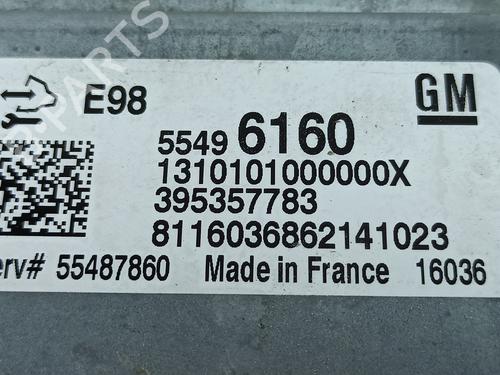 E98 GM
5549 6160
1310101000000X
395357783
8116036862141023
erv# 55487860 Made in France 16036